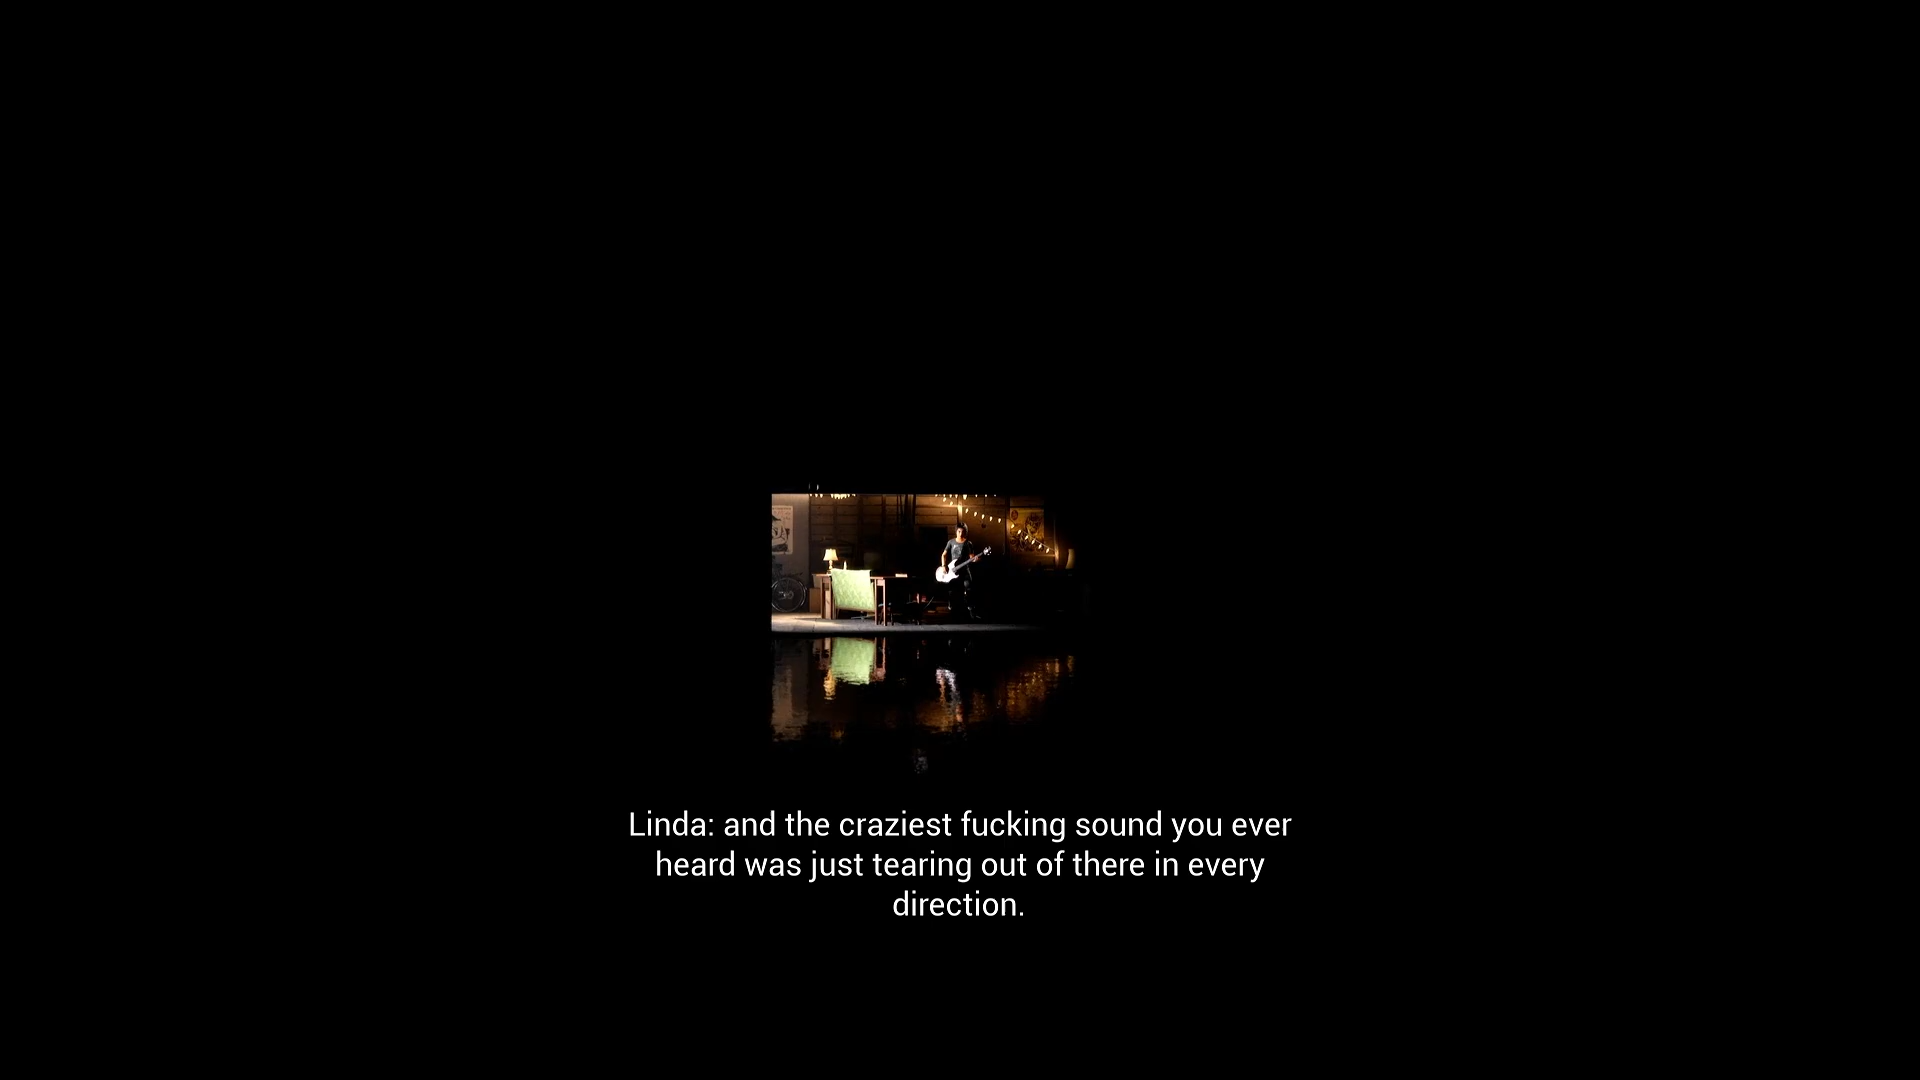 Linda: and the craziest fucking sound you ever
heard was just tearing out of there in every
direction.